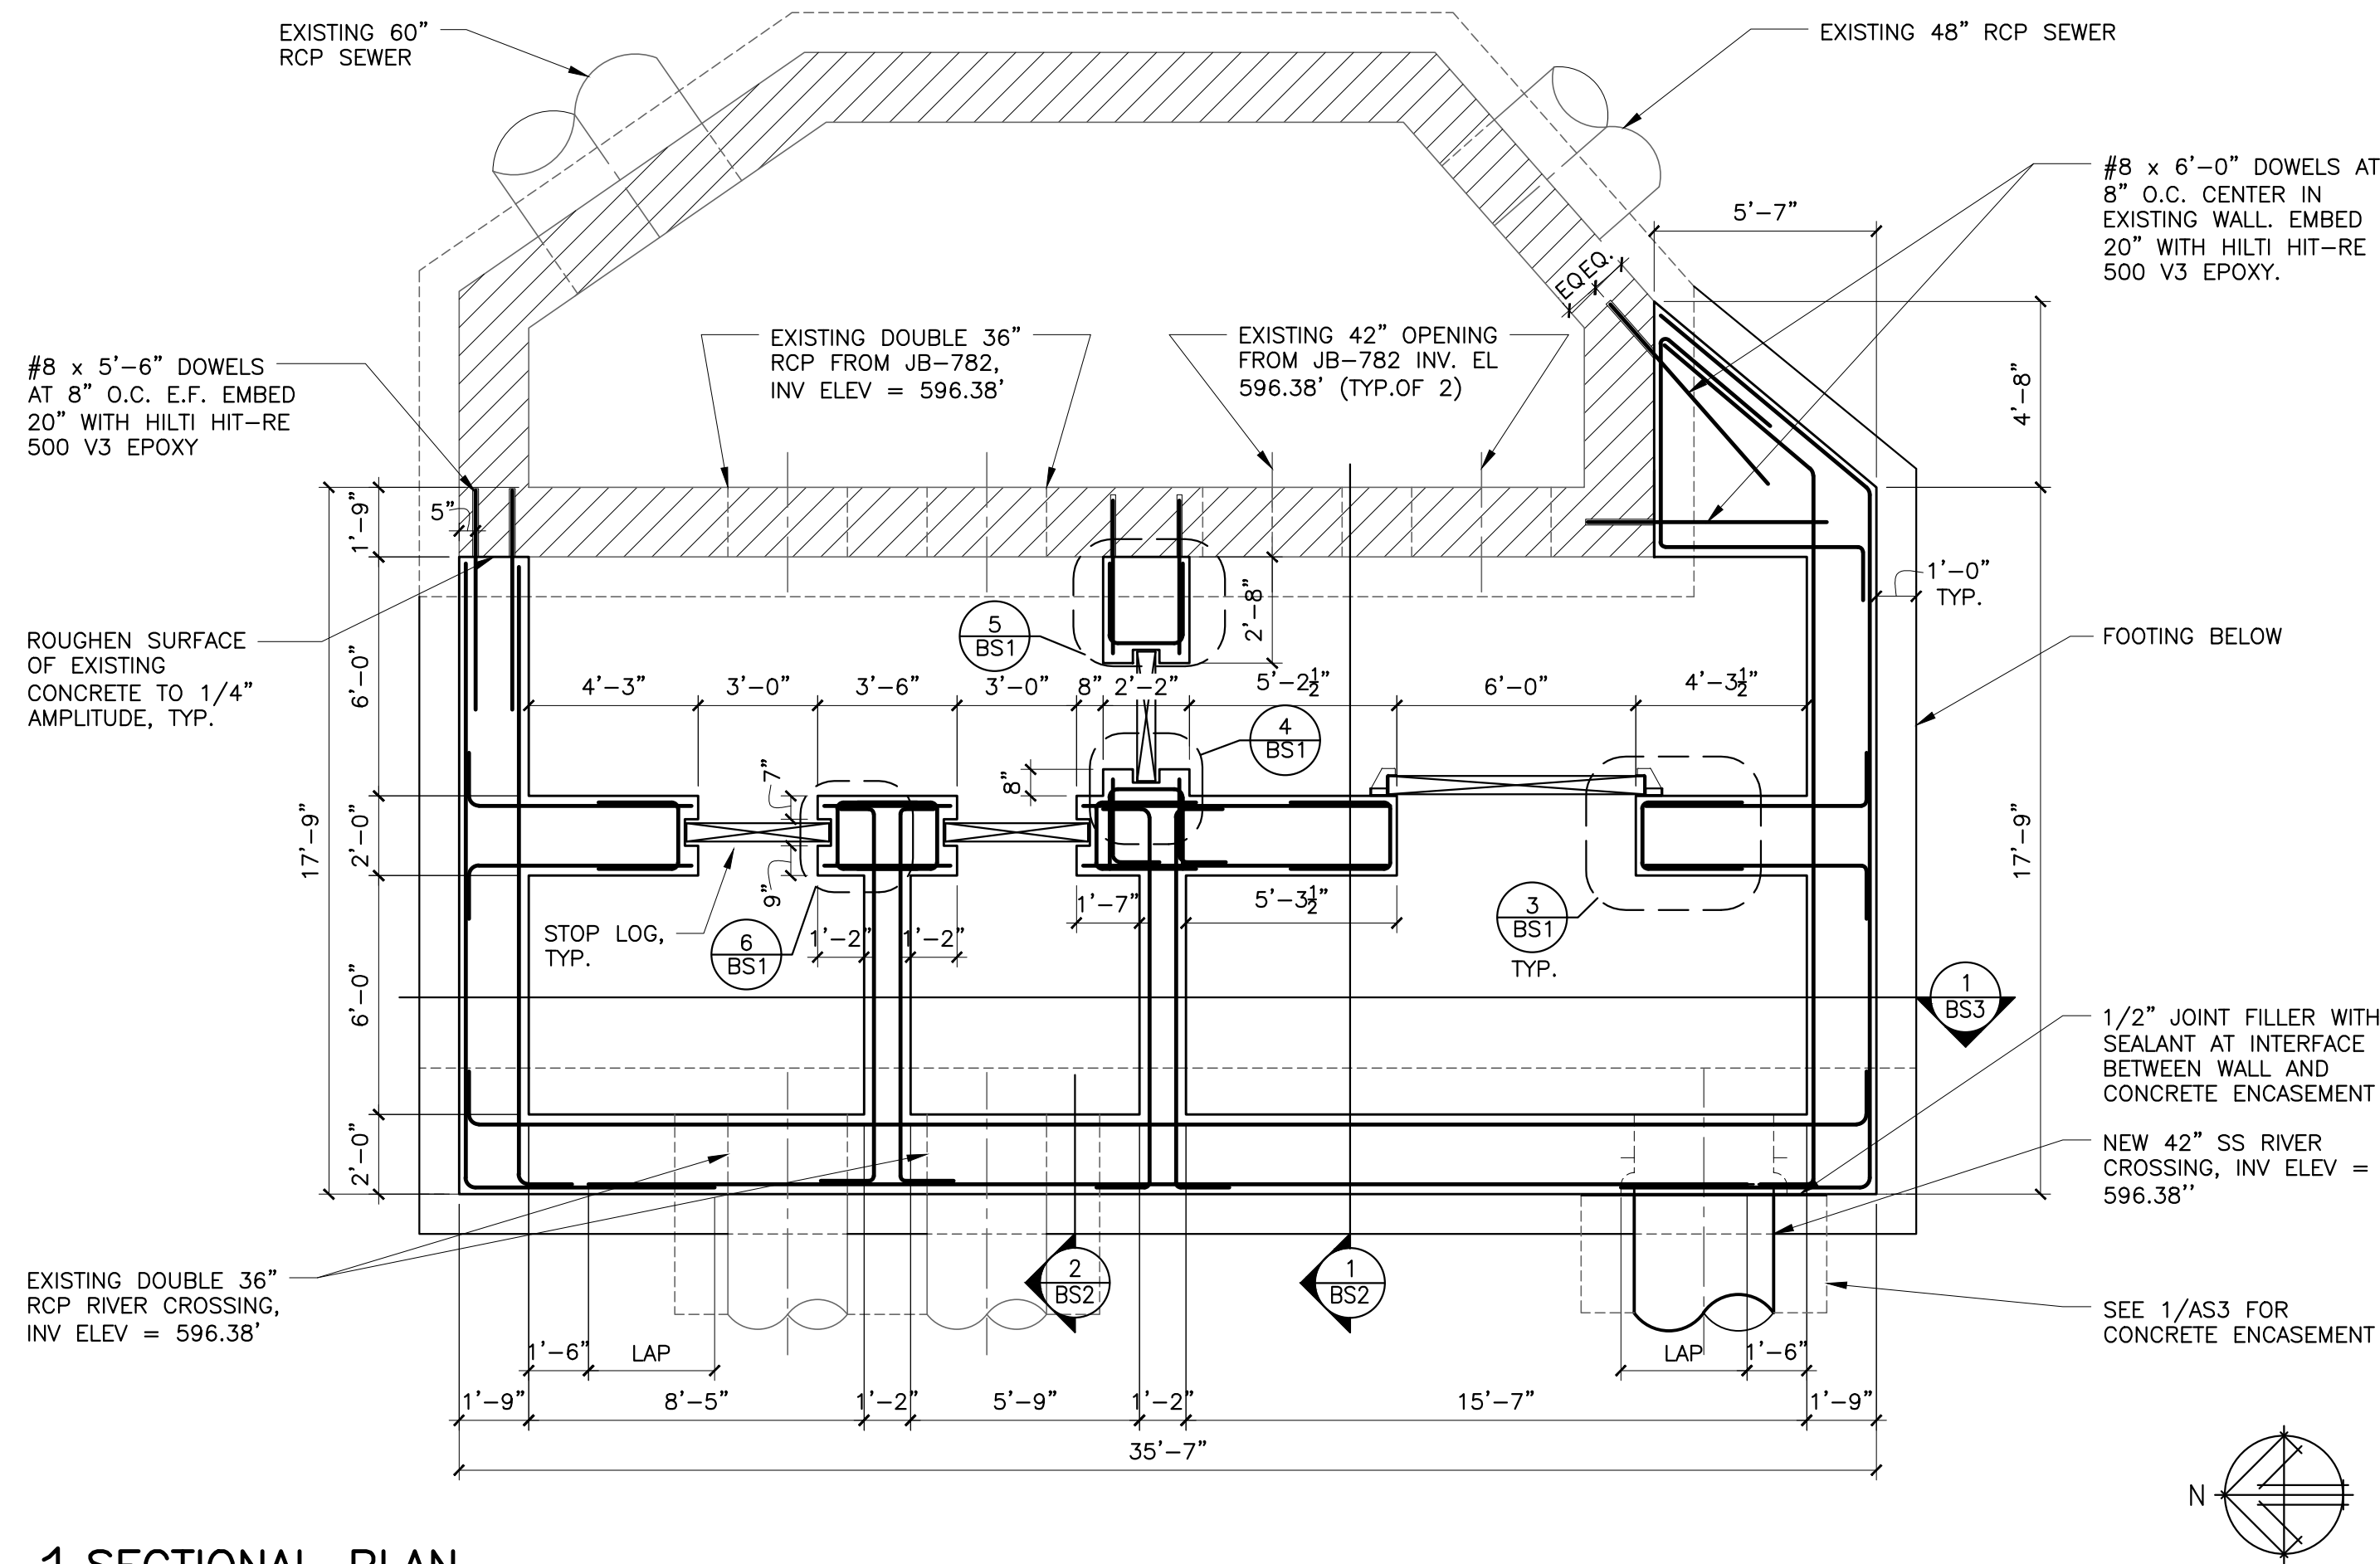 EXISTING 60”
RCP SEWER
EXISTING 48” RCP SEWER
#8 x 6’-0” DOWELS AT
8” O.C. CENTER IN
EXISTING WALL. EMBED
20” WITH HILTI HIT-RE
500 V3 EPOXY.
5’-7”
EQ.
EQ.
4’-8”
#8 x 5’-6” DOWELS
AT 8” O.C. E.F. EMBED
20” WITH HILTI HIT-RE
500 V3 EPOXY
EXISTING DOUBLE 36”
RCP FROM JB-782,
INV ELEV = 596.38’
EXISTING 42” OPENING
FROM JB-782 INV. EL
596.38’ (TYP.OF 2)
5”
1’-9”
1’-0”
TYP.
ROUGHEN SURFACE
OF EXISTING
CONCRETE TO 1/4”
AMPLITUDE, TYP.
5
BS1
2’-8”
FOOTING BELOW
6’-0”
4’-3”
3’-0”
3’-6”
3’-0”
8”
2’-2”
5’-2½”
6’-0”
4’-3½”
4
BS1
7”
8”
17’-9”
2’-0”
9”
17’-9”
1’-7”
5’-3½”
3
BS1
TYP.
STOP LOG,
TYP.
6
BS1
1’-2”
1’-2”
6’-0”
1
BS3
1/2” JOINT FILLER WITH
SEALANT AT INTERFACE
BETWEEN WALL AND
CONCRETE ENCASEMENT
2’-0”
NEW 42” SS RIVER
CROSSING, INV ELEV =
596.38’’
EXISTING DOUBLE 36”
RCP RIVER CROSSING,
INV ELEV = 596.38’
2
BS2
1
BS2
SEE 1/AS3 FOR
CONCRETE ENCASEMENT
1’-6”
LAP
LAP
1’-6”
1’-9”
8’-5”
1’-2”
5’-9”
1’-2”
15’-7”
1’-9”
35’-7”
N
1 SECTIONAL PLAN